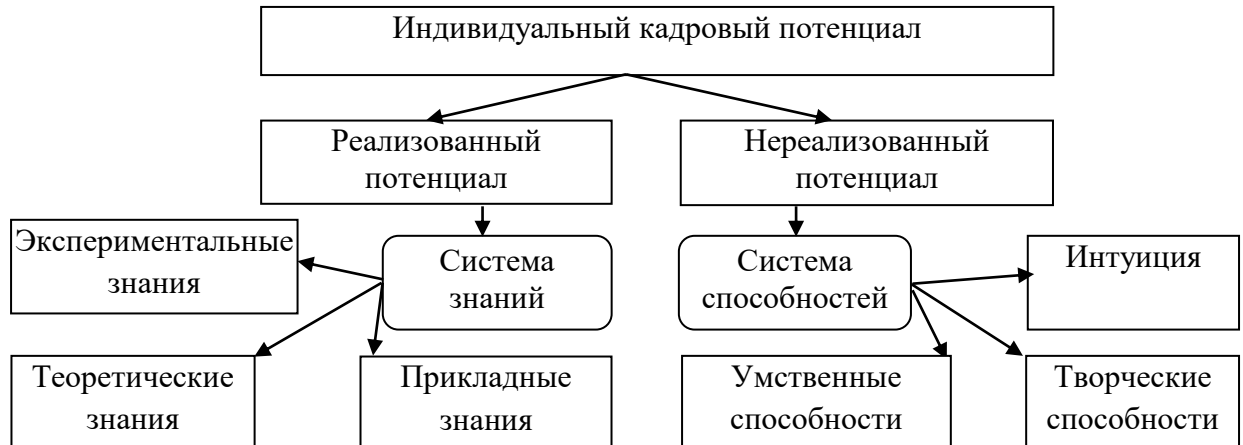 Индивидуальный кадровый потенциал
Реализованный
потенциал
Нереализованный
потенциал
Экспериментальные
знания
Система
знаний
Система
способностей
Интуиция
Теоретические
знания
Прикладные
знания
Умственные
способности
Творческие
способности